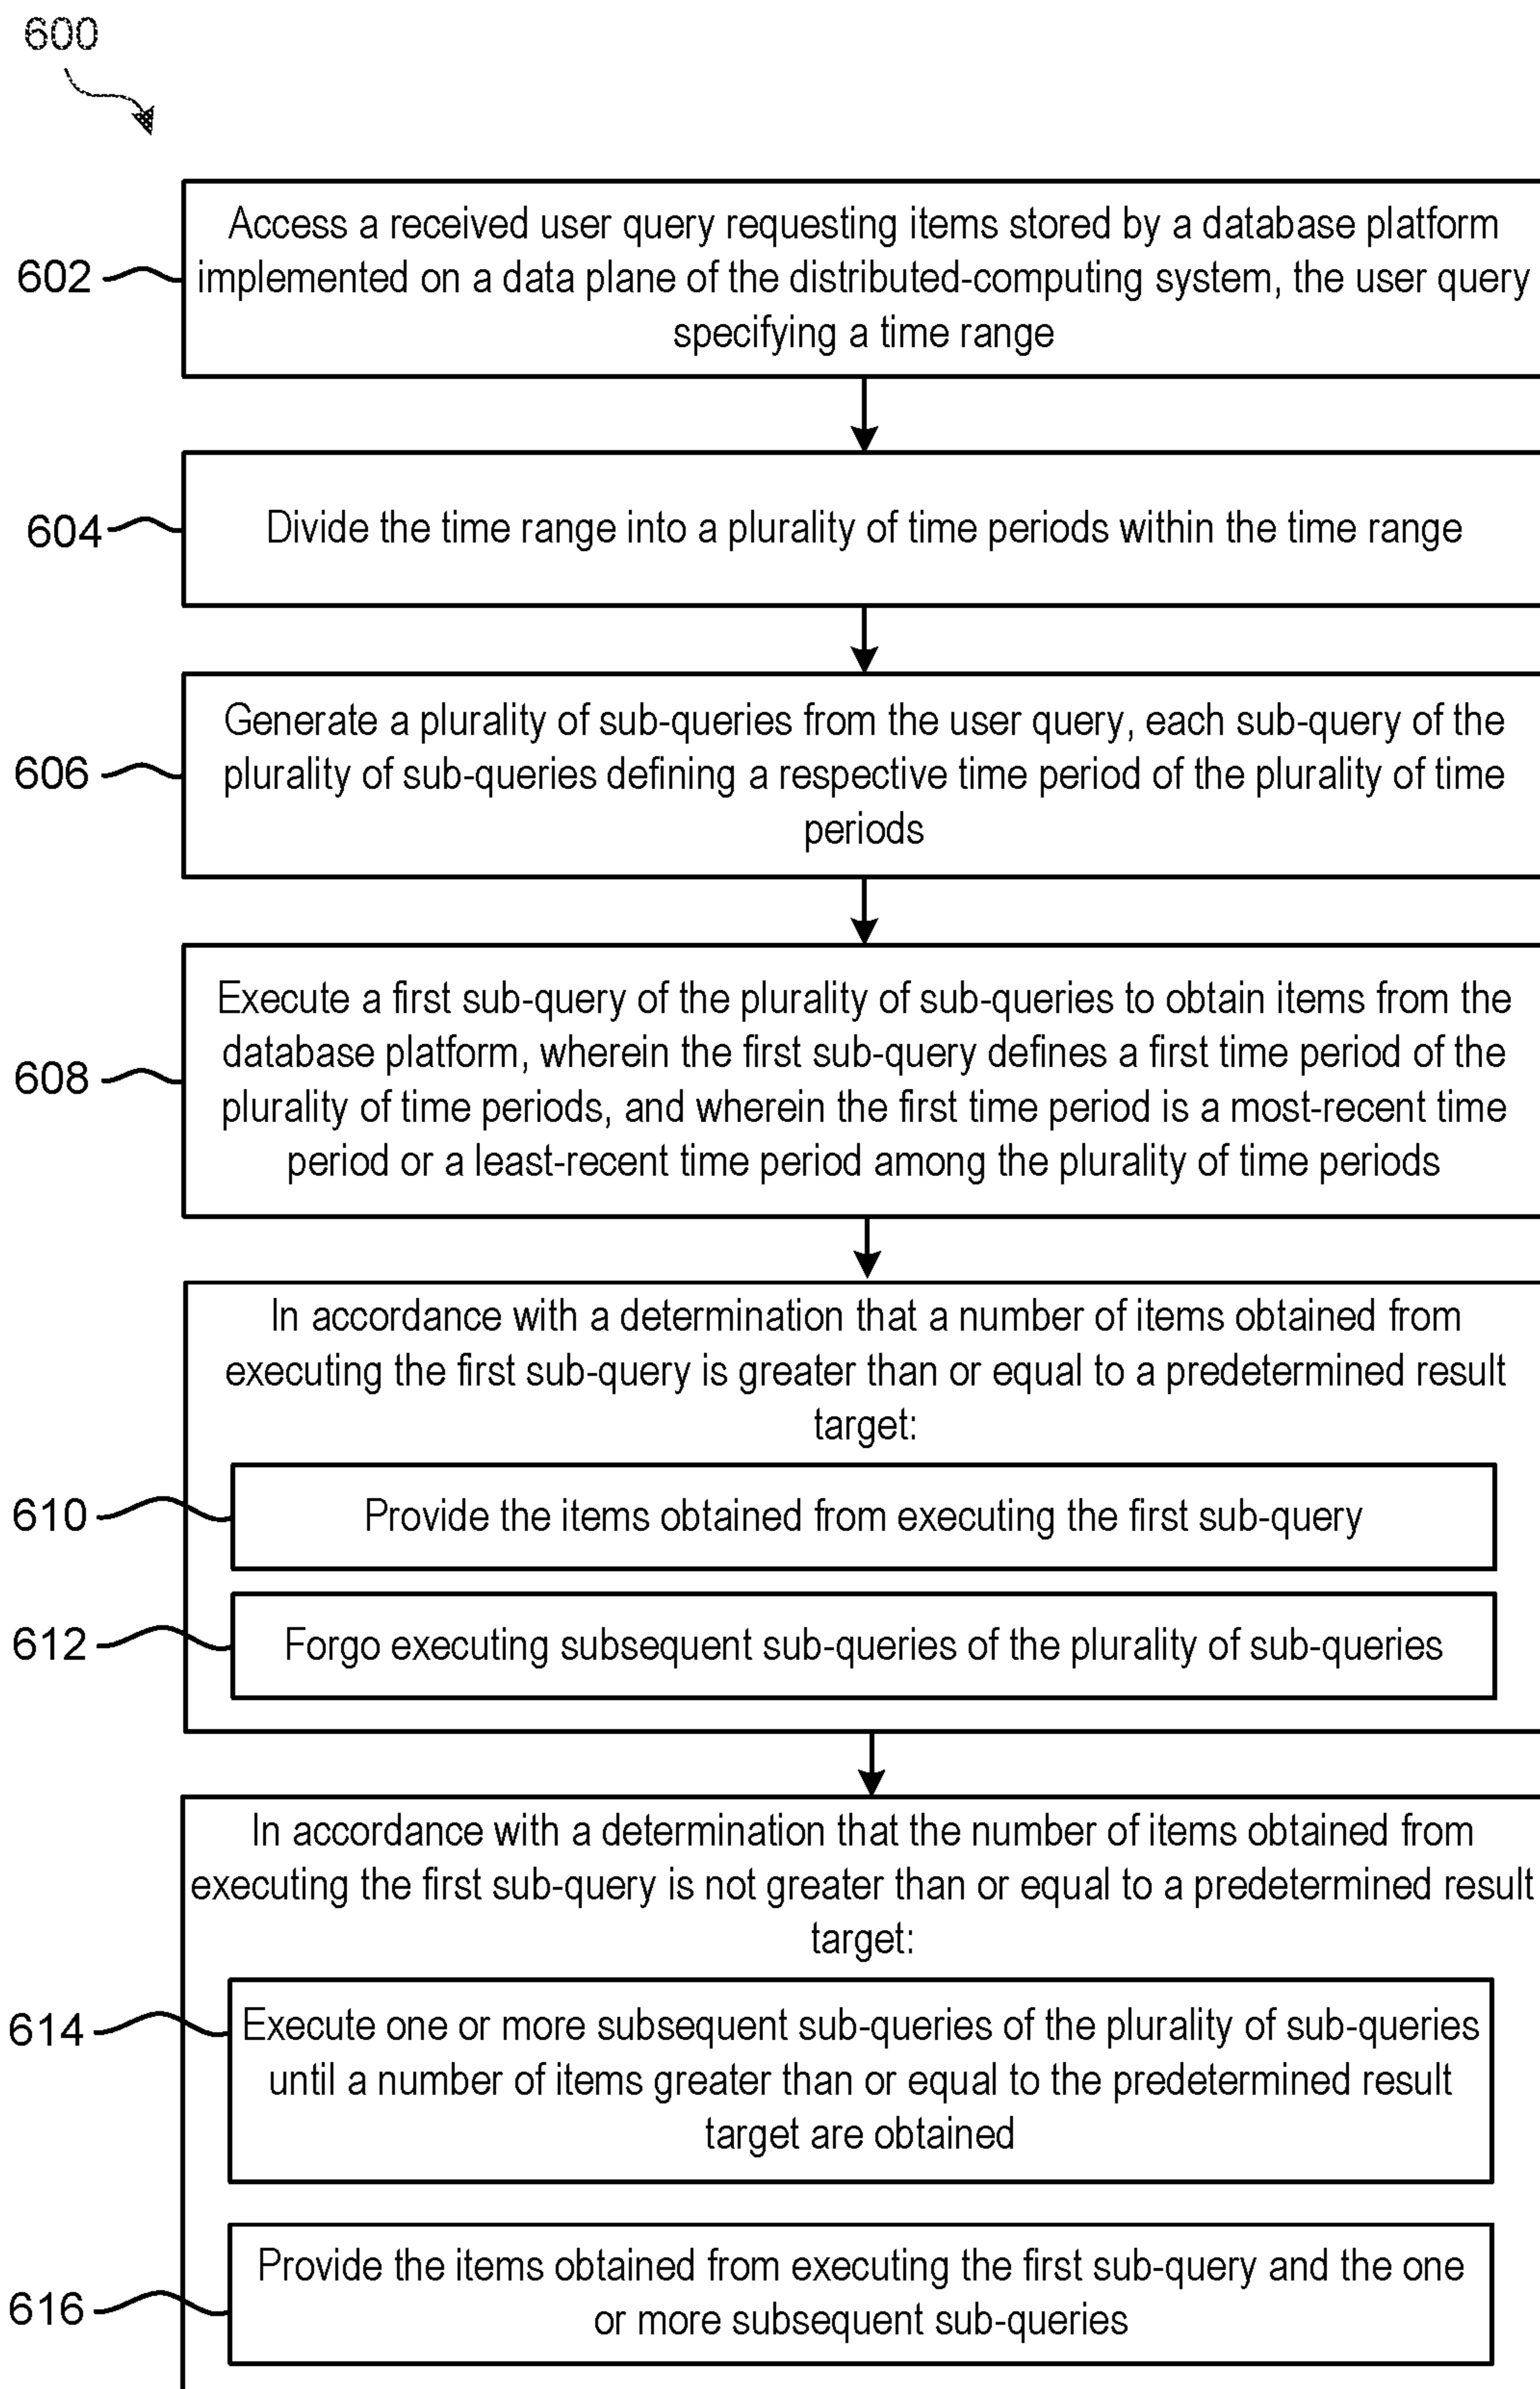 600
Access a received user query requesting items stored by a database platform
602
implemented on a data plane of the distributed-computing system, the user query
specifying a time range
604
Divide the time range into a plurality of time periods within the time range
Generate a plurality of sub-queries from the user query, each sub-query of the
606
plurality of sub-queries defining a respective time period of the plurality of time
periods
Execute a first sub-query of the plurality of sub-queries to obtain items from the
database platform, wherein the first sub-query defines a first time period of the
608
plurality of time periods, and wherein the first time period is a most-recent time
period or a least-recent time period among the plurality of time periods
In accordance with a determination that a number of items obtained from
executing the first sub-query is greater than or equal to a predetermined result
target:
610
Provide the items obtained from executing the first sub-query
612
Forgo executing subsequent sub-queries of the plurality of sub-queries
In accordance with a determination that the number of items obtained from
executing the first sub-query is not greater than or equal to a predetermined result
target:
614
Execute one or more subsequent sub-queries of the plurality of sub-queries
until a number of items greater than or equal to the predetermined result
target are obtained
616
Provide the items obtained from executing the first sub-query and the one
or more subsequent sub-queries